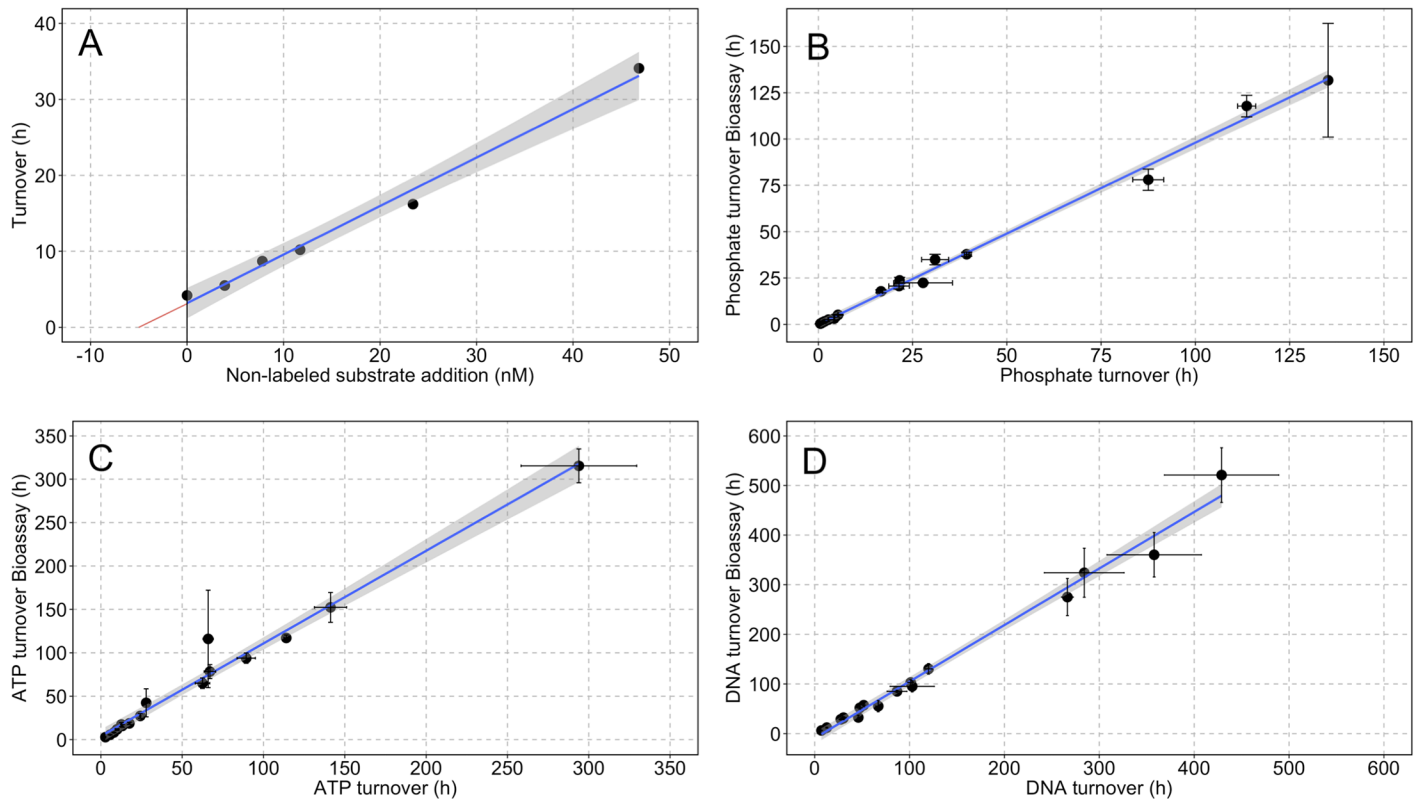 A
Turnover (h)
40
30
20
10
0
-10 0 10 20 30 40 50
Non-labeled substrate addition (nM)
B
Phosphate turnover Bioassay (h)
150
125
100
75
50
25
0
0 25 50 75 100 125 150
Phosphate turnover (h)
C
ATP turnover Bioassay (h)
350
300
250
200
150
100
50
0
0 50 100 150 200 250 300 350
ATP turnover (h)
D
DNA turnover Bioassay (h)
600
500
400
300
200
100
0
0 100 200 300 400 500 600
DNA turnover (h)